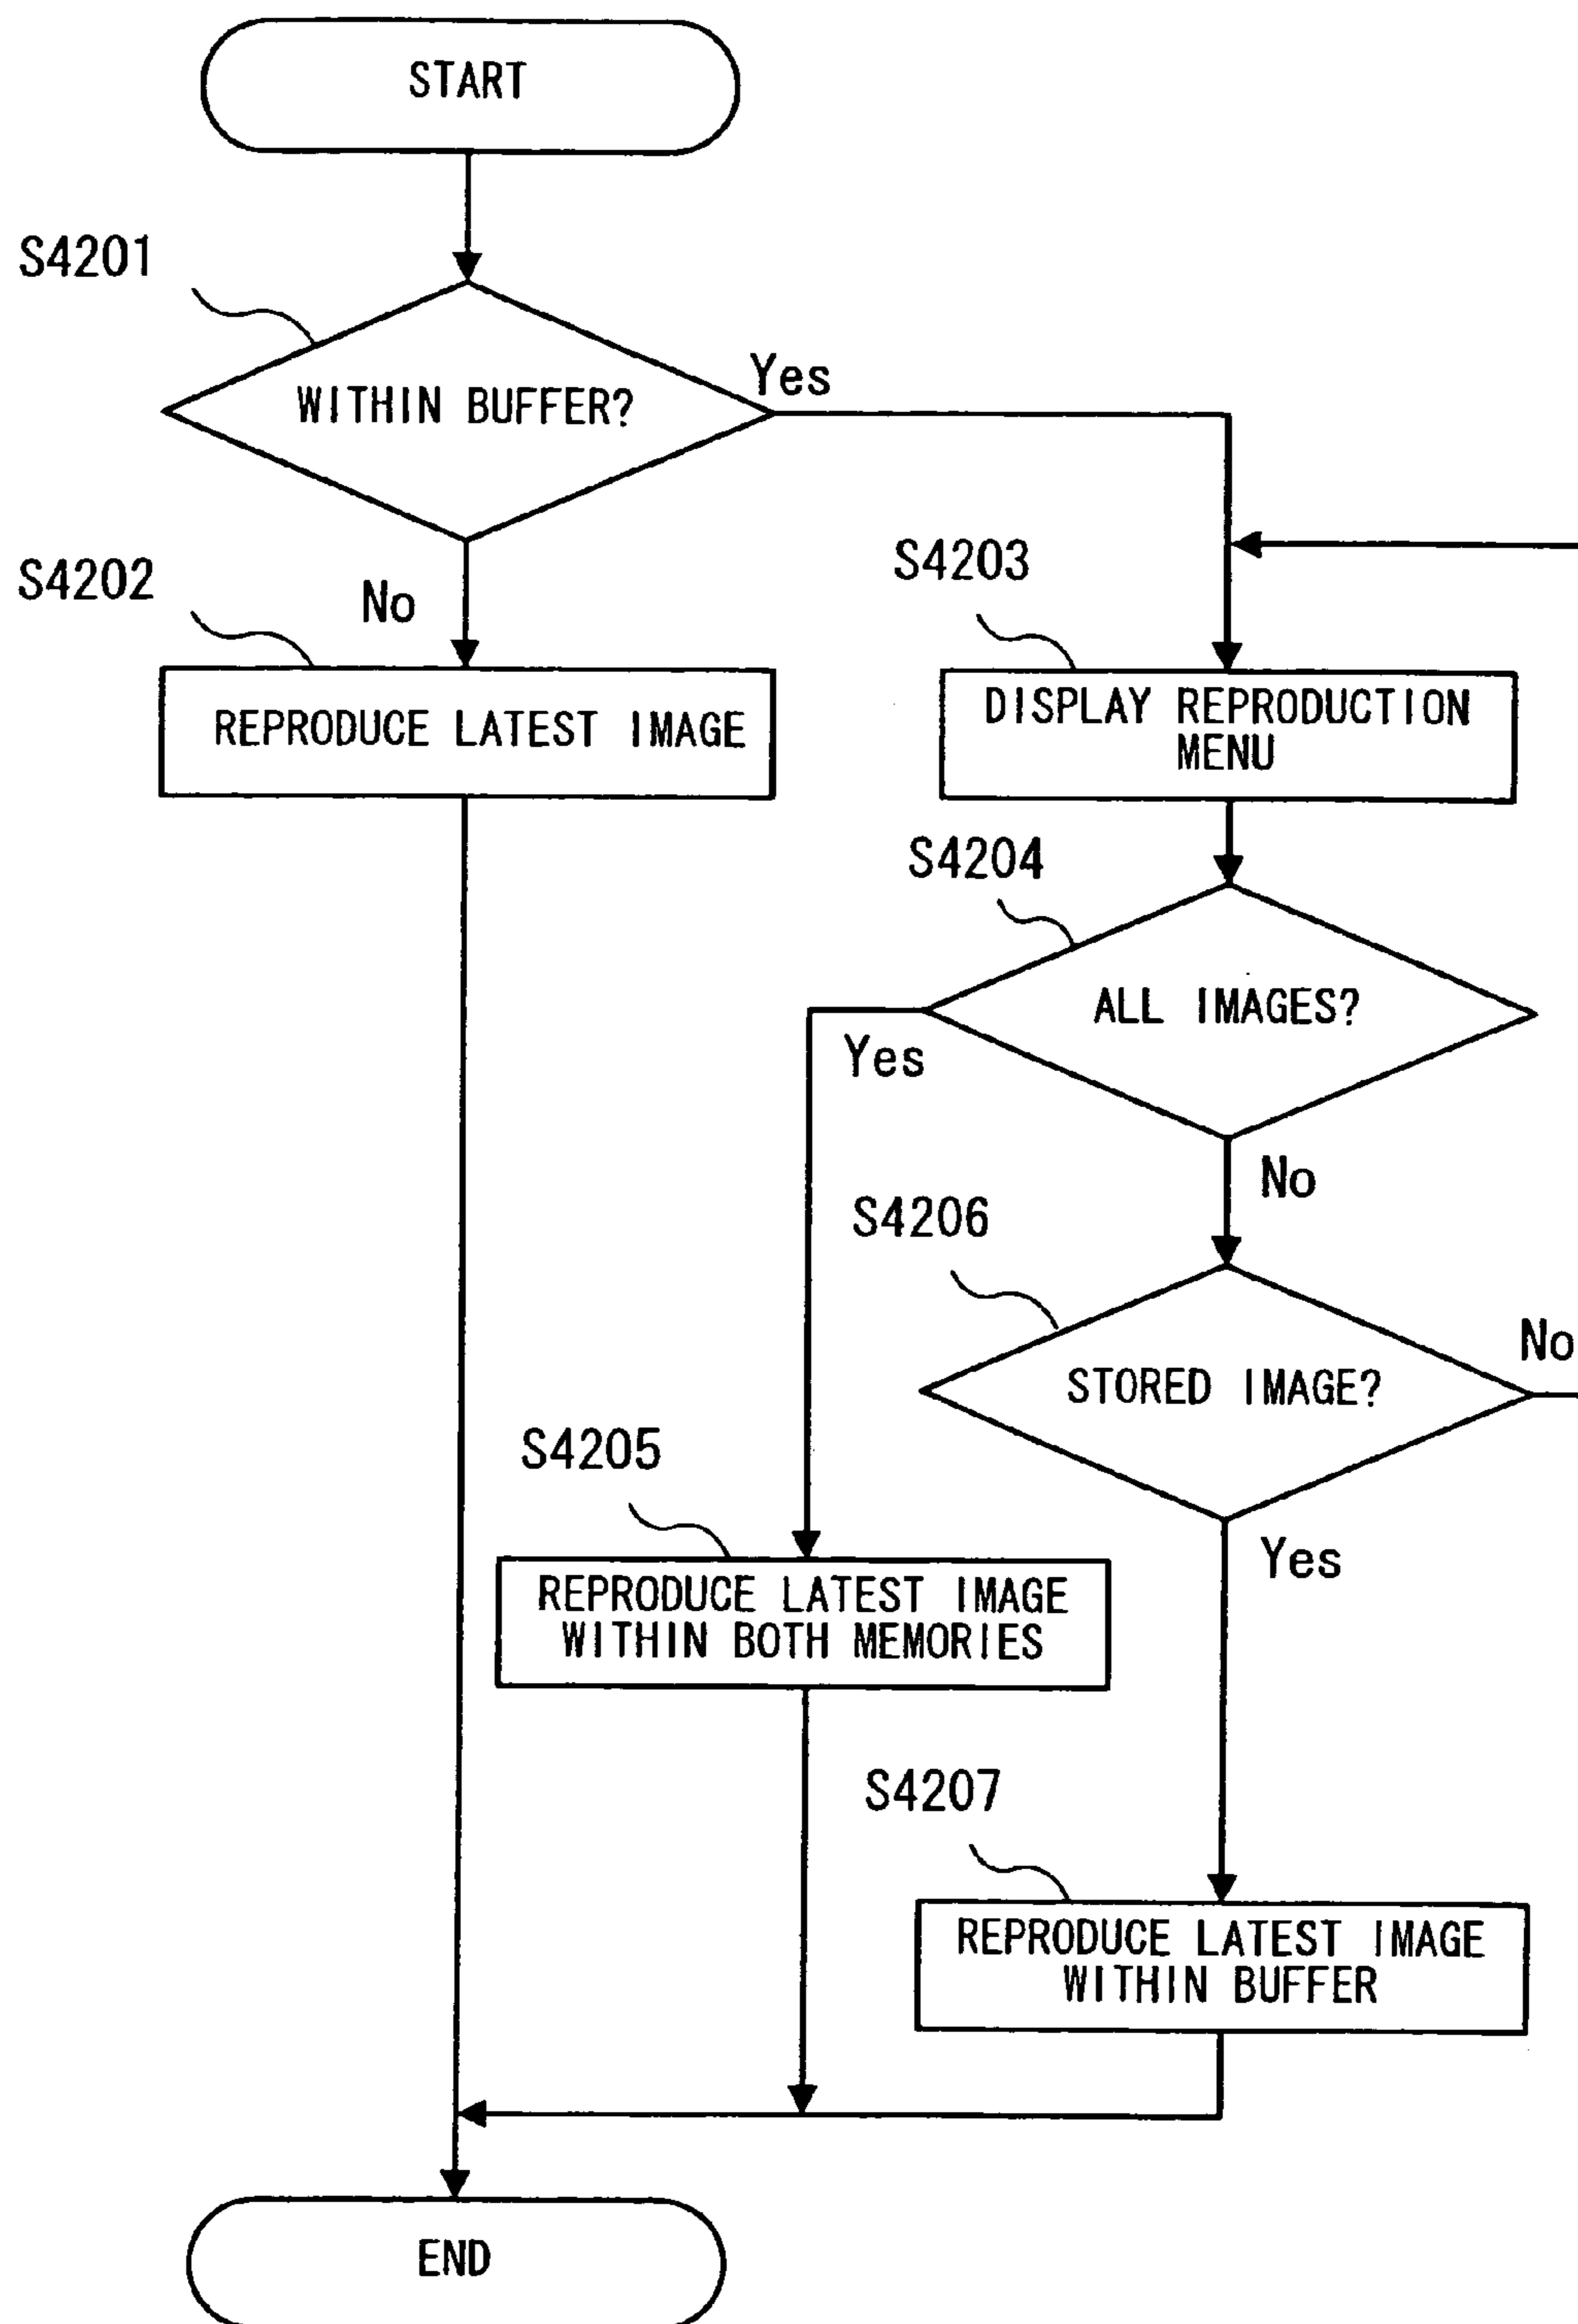 START
S4201
WITHIN BUFFER?
Yes
S4202
No
S4203
REPRODUCE LATEST IMAGE
DISPLAY REPRODUCTION
MENU
S4204
ALL IMAGES?
Yes
No
S4206
No
STORED IMAGE?
S4205
Yes
REPRODUCE LATEST IMAGE
WITHIN BOTH MEMORIES
S4207
REPRODUCE LATEST IMAGE
WITHIN BUFFER
END